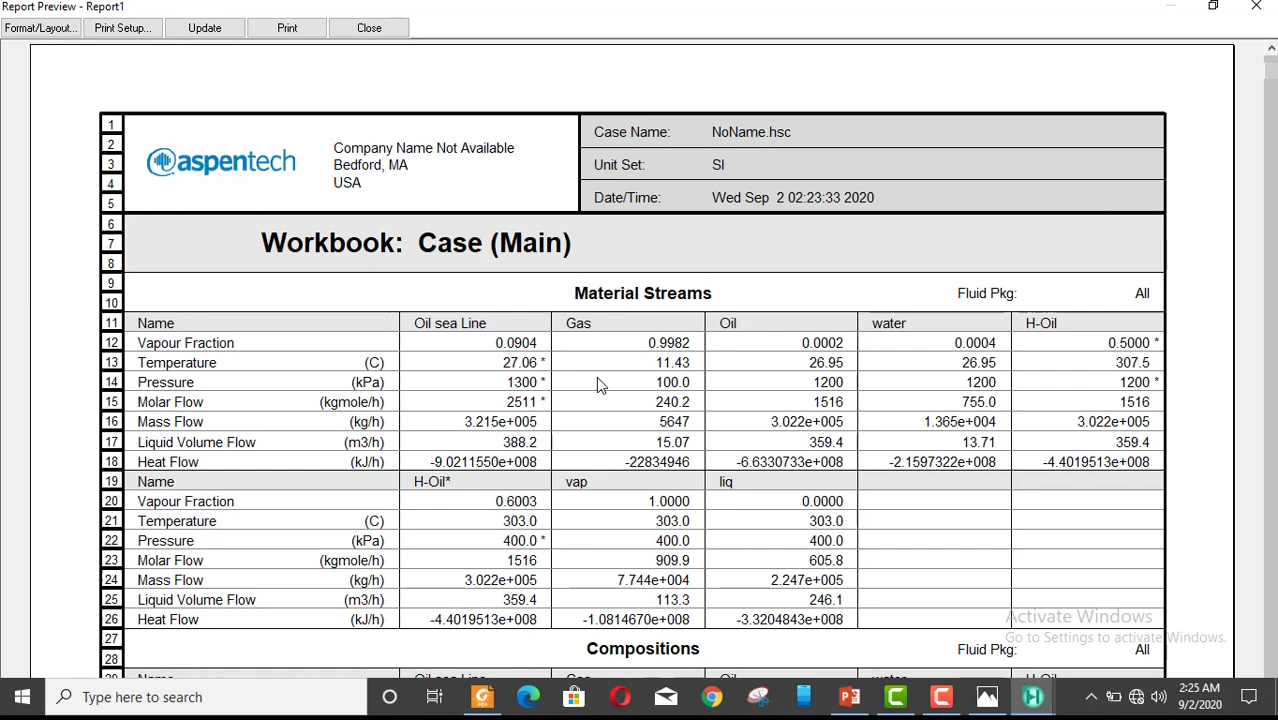 Report Preview - Report1
Format/Layout... Print Setup... Update Print Close
1
2
3
4
5
aspentech
Company Name Not Available
Bedford, MA
USA
Case Name: NoName.hsc
Unit Set: SI
Date/Time: Wed Sep 2 02:23:33 2020
6
7
8
Workbook: Case (Main)
9
10
Material Streams Fluid Pkg: All
11 Name Oil sea Line Gas Oil water H-Oil
12 Vapour Fraction 0.0904 0.9982 0.0002 0.0004 0.5000 *
13 Temperature (C) 27.06 * 11.43 26.95 26.95 307.5
14 Pressure (kPa) 1300 * 100.0 1200 1200 1200 *
15 Molar Flow (kgmole/h) 2511 * 240.2 1516 755.0 1516
16 Mass Flow (kg/h) 3.215e+005 5647 3.022e+005 1.365e+004 3.022e+005
17 Liquid Volume Flow (m3/h) 388.2 15.07 359.4 13.71 359.4
18 Heat Flow (kJ/h) -9.0211550e+008 -22834946 -6.6330733e+008 -2.1597322e+008 -4.4019513e+008
19 Name H-Oil* vap liq
20 Vapour Fraction 0.6003 1.0000 0.0000
21 Temperature (C) 303.0 303.0 303.0
22 Pressure (kPa) 400.0 * 400.0 400.0
23 Molar Flow (kgmole/h) 1516 909.9 605.8
24 Mass Flow (kg/h) 3.022e+005 7.744e+004 2.247e+005
25 Liquid Volume Flow (m3/h) 359.4 113.3 246.1
26 Heat Flow (kJ/h) -4.4019513e+008 -1.0814670e+008 -3.3204843e+008
27
28
Compositions Fluid Pkg: All
Activate Windows
Go to Settings to activate Windows.
Type here to search
2:25 AM
9/2/2020